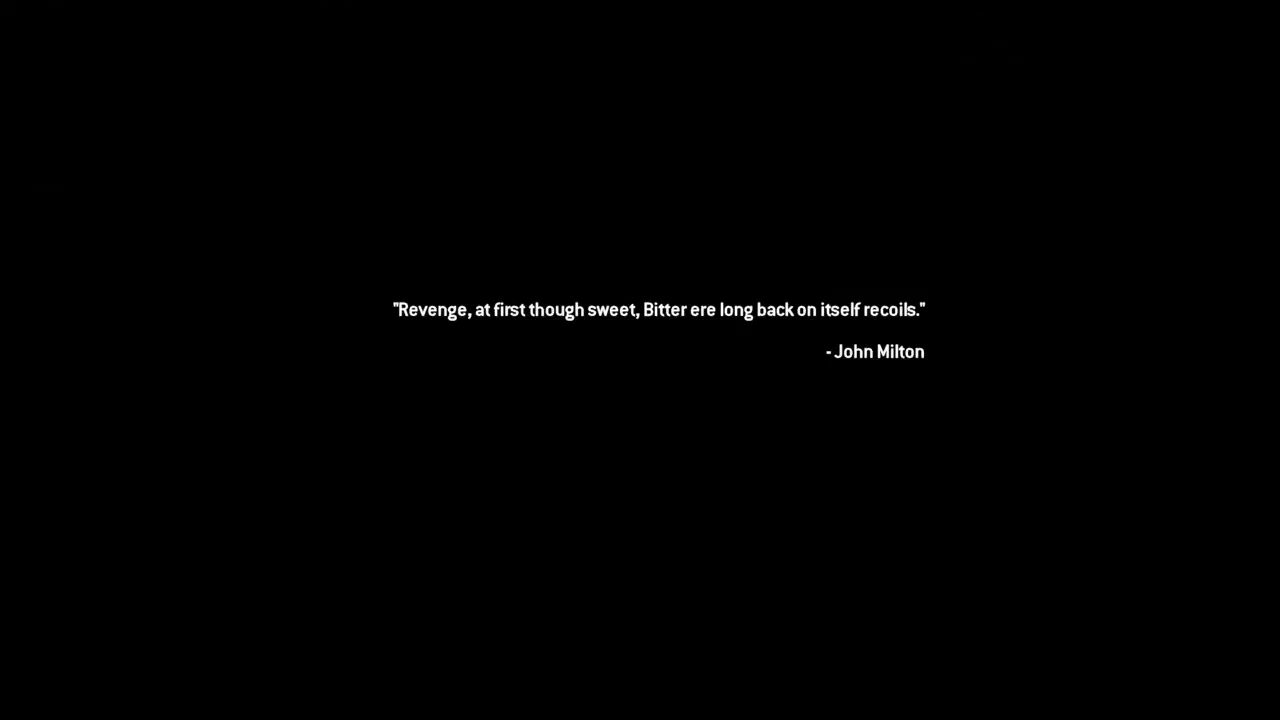 "Revenge, at first though sweet, Bitter ere long back on itself recoils."
- John Milton